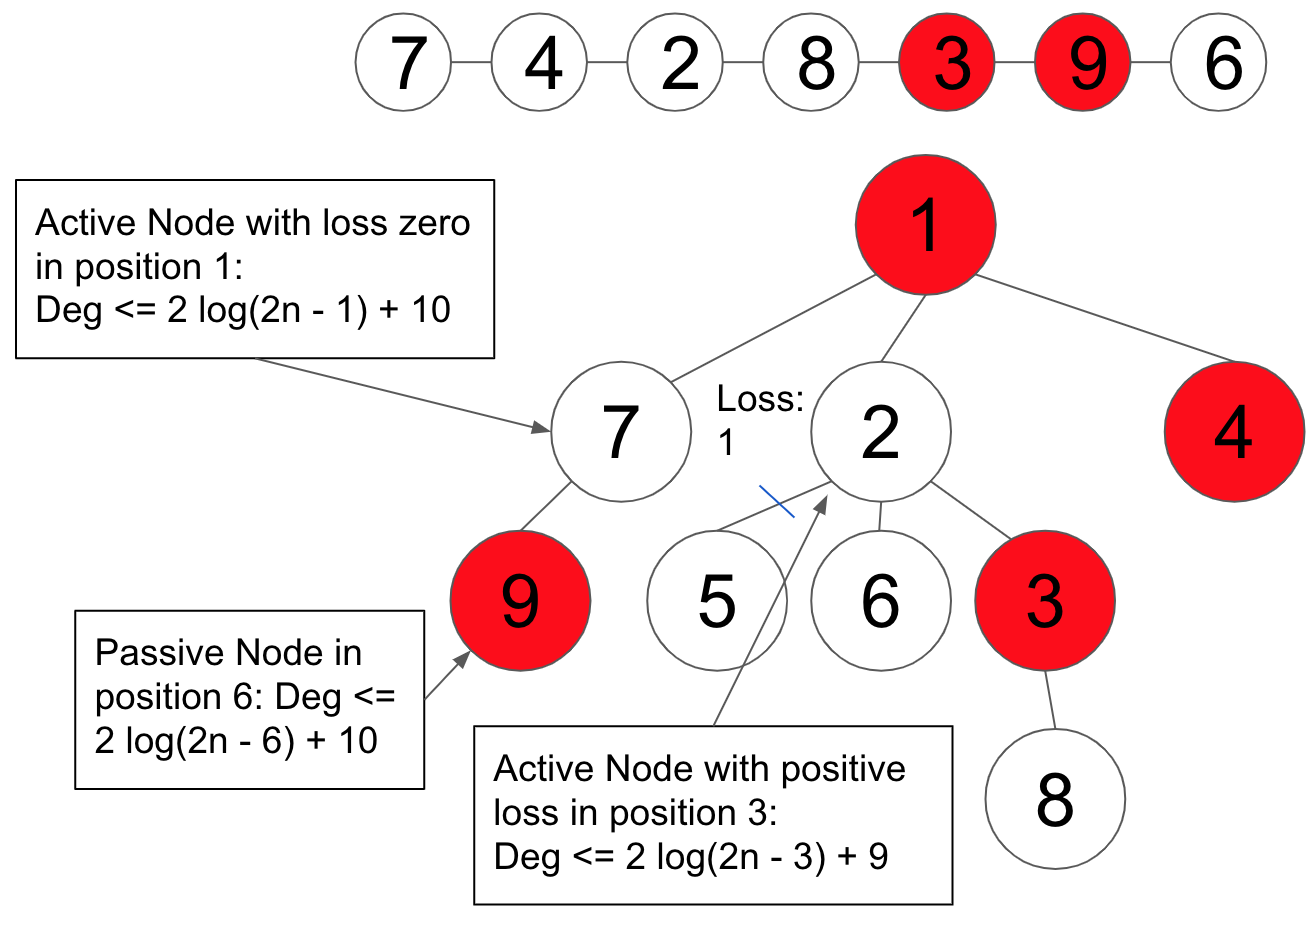 7 4 2 8 3 9 6
1
Active Node with loss zero
in position 1:
Deg <= 2 log(2n - 1) + 10
Loss:
1
7 2 4
9 5 6 3
Passive Node in
position 6: Deg <=
2 log(2n - 6) + 10
Active Node with positive
loss in position 3:
Deg <= 2 log(2n - 3) + 9
8